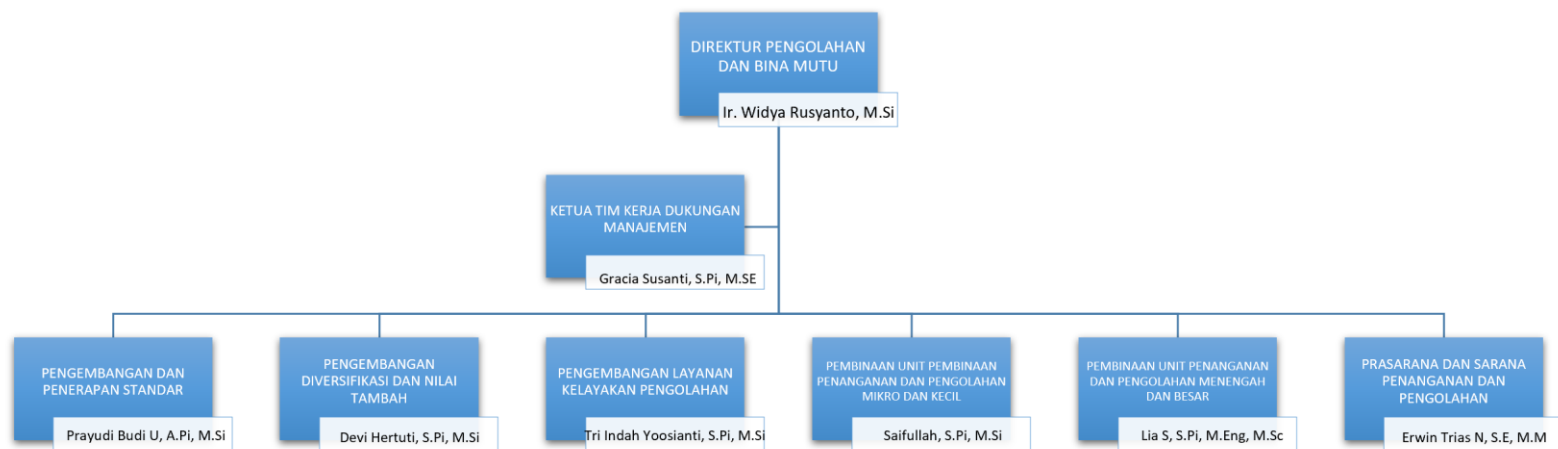 DIREKTUR PENGOLAHAN
DAN BINA MUTU
Ir. Widya Rusyanto, M.Si
KETUA TIM KERJA DUKUNGAN
MANAJEMEN
Gracia Susanti, S.Pi, M.SE
PENGEMBANGAN DAN
PENERAPAN STANDAR
Prayudi Budi U, A.Pi, M.Si
PENGEMBANGAN
DIVERSIFIKASI DAN NILAI
TAMBAH
Devi Hertuti, S.Pi, M.Si
PENGEMBANGAN LAYANAN
KELAYAKAN PENGOLAHAN
Tri Indah Yoosianti, S.Pi, M.Si
PEMBINAAN UNIT PEMBINAAN
PENANGANAN DAN PENGOLAHAN
MIKRO DAN KECIL
Saifullah, S.Pi, M.Si
PEMBINAAN UNIT PENANGANAN
DAN PENGOLAHAN MENENGAH
DAN BESAR
Lia S, S.Pi, M.Eng, M.Sc
PRASARANA DAN SARANA
PENANGANAN DAN
PENGOLAHAN
Erwin Trias N, S.E, M.M